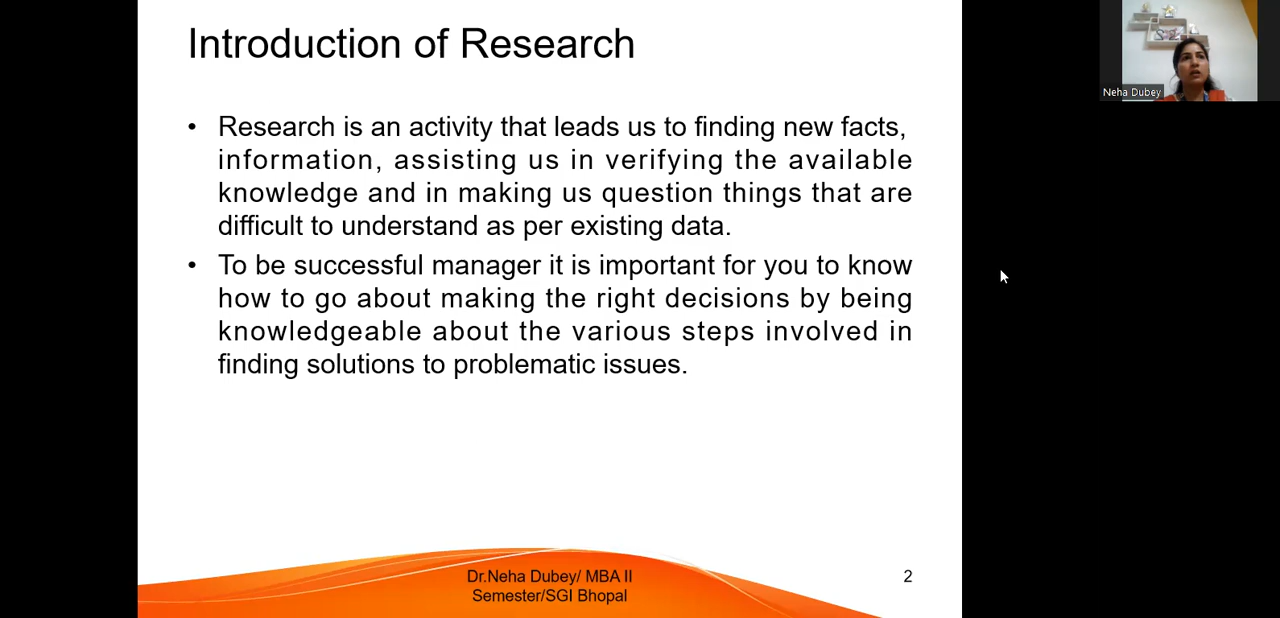 Introduction of Research
• Research is an activity that leads us to finding new facts,
information, assisting us in verifying the available
knowledge and in making us question things that are
difficult to understand as per existing data.
• To be successful manager it is important for you to know
how to go about making the right decisions by being
knowledgeable about the various steps involved in
finding solutions to problematic issues.
Dr.Neha Dubey/ MBA II
Semester/SGI Bhopal
2
Neha Dubey